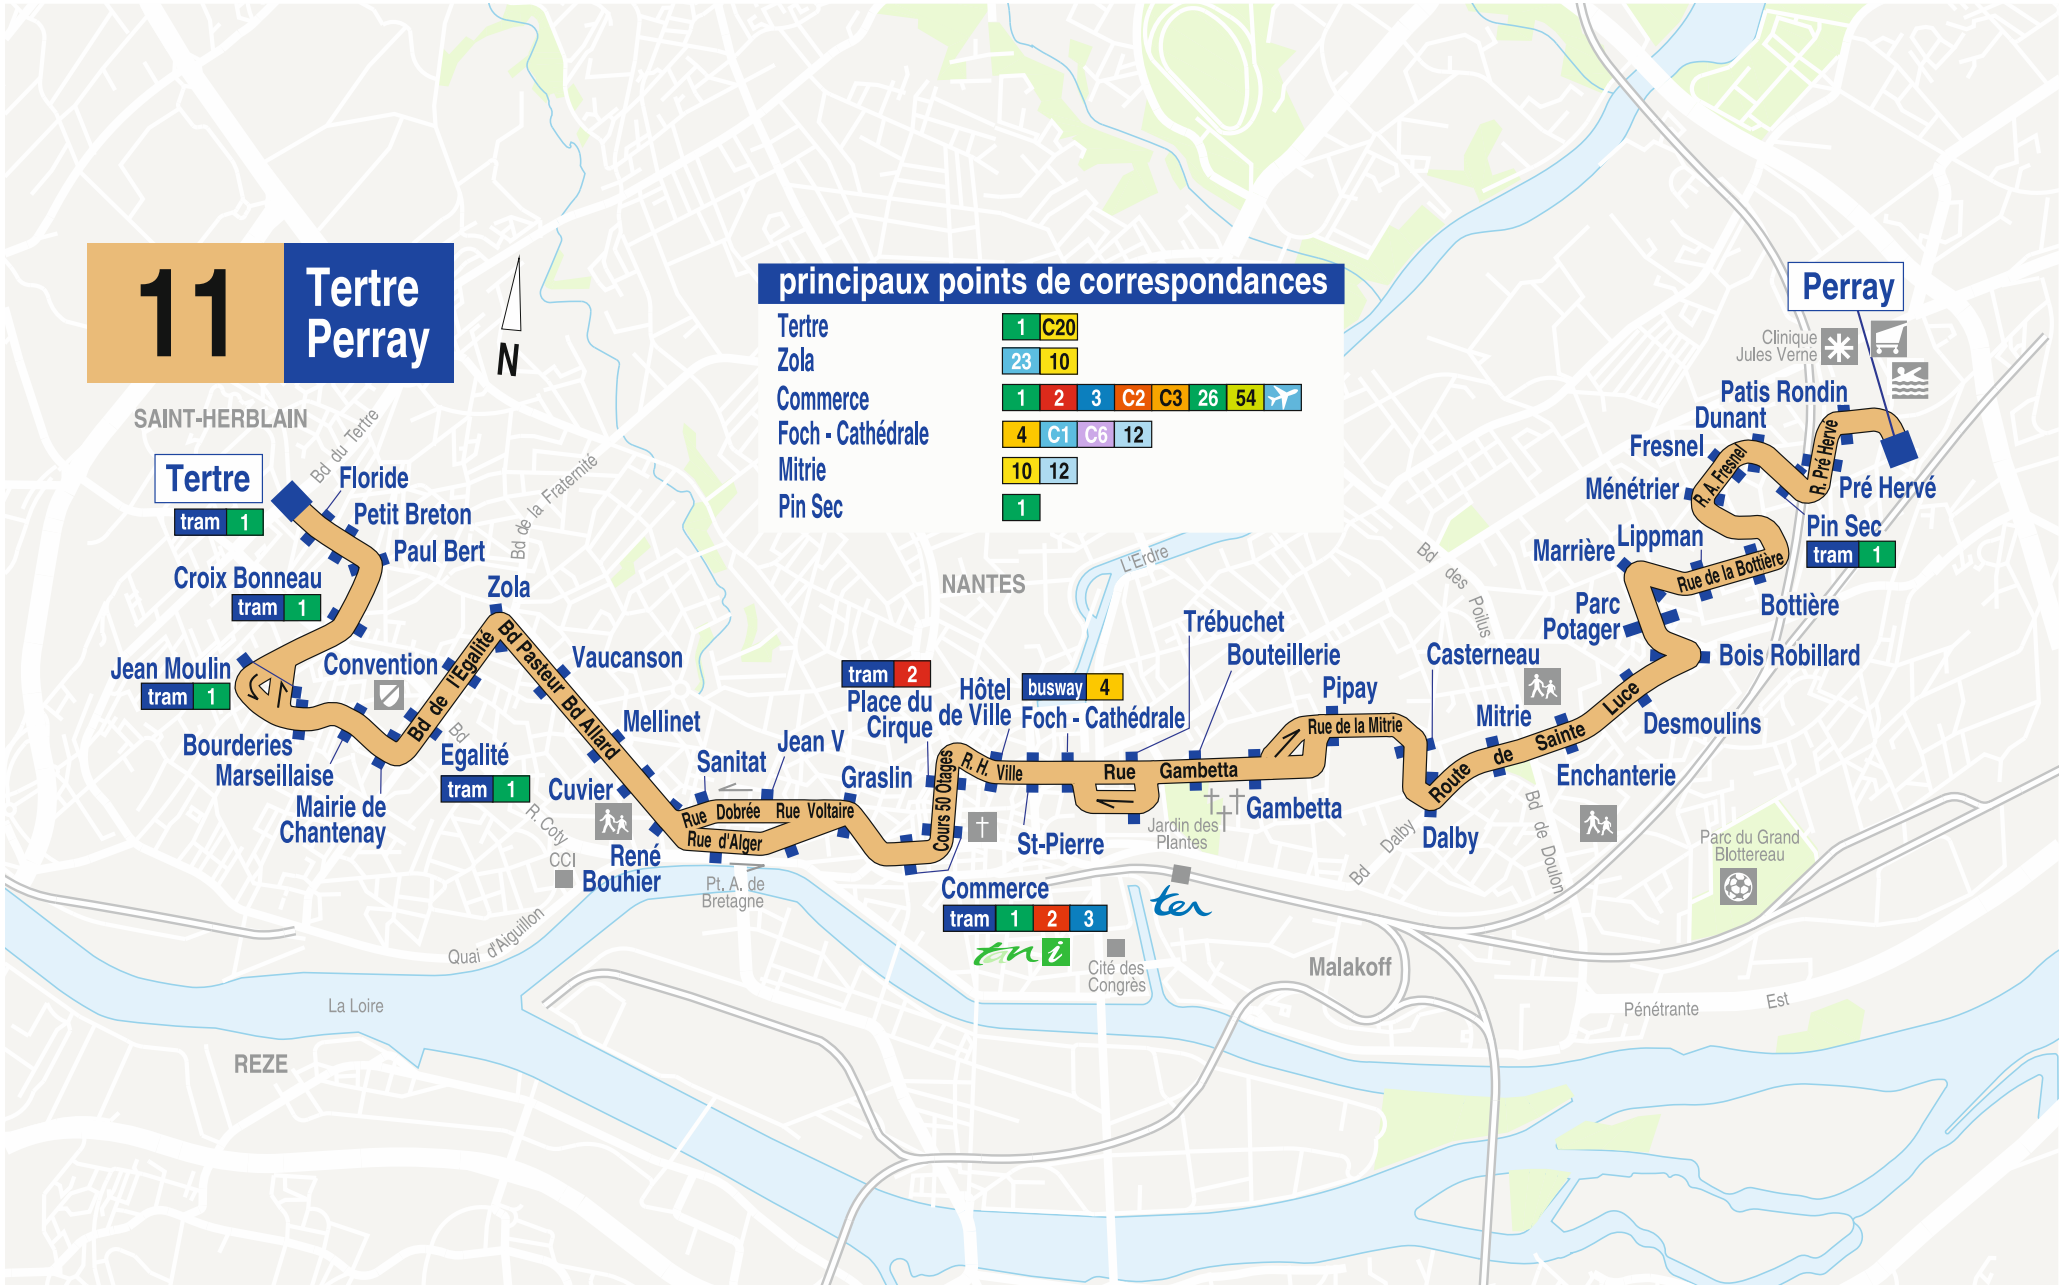 11
Tertre
Perray
N
principaux points de correspondances
Tertre 1 C20
Zola 23 10
Commerce 1 2 3 C2 C3 26 54
Foch - Cathédrale 4 C1 C6 12
Mitrie 10 12
Pin Sec 1
SAINT-HERBLAIN
Bd du Tertre
Tertre
tram 1
Floride
Petit Breton
Paul Bert
Croix Bonneau
tram 1
Jean Moulin
tram 1
Bourderies
Marseillaise
Mairie de
Chantenay
Convention
Bd de l'Egalité
Bd
Egalité
tram 1
Zola
Bd de la Fraternité
Bd Pasteur
Bd Allard
Vaucanson
Mellinet
Cuvier
R. Coty
CCI
René
Bouhier
Sanitat
Jean V
Rue Dobrée
Rue Voltaire
Rue d'Alger
Pt. A. de
Bretagne
Graslin
tram 2
Place du
Cirque
Cours 50 Otages
Hôtel
de Ville
R. H. Ville
NANTES
L'Erdre
busway 4
Foch - Cathédrale
St-Pierre
Commerce
tram 1 2 3
tan i
Cité des
Congrès
ter
Trébuchet
Bouteillerie
Rue Gambetta
Gambetta
Jardin des
Plantes
Pipay
Rue de la Mitrie
Casterneau
Bd des Poilus
Dalby
Bd Dalby
Mitrie
Route de Sainte Luce
Enchanterie
Bd de Doulon
Desmoulins
Bois Robillard
Parc
Potager
Marrière
Lippman
Rue de la Bottière
Bottière
Ménétrier
Fresnel
R. A. Fresnel
Dunant
Patis Rondin
R. Pré Hervé
Pré Hervé
Pin Sec
tram 1
Perray
Clinique
Jules Verne
Parc du Grand
Blottereau
Malakoff
Pénétrante Est
Quai d'Aiguillon
La Loire
REZE